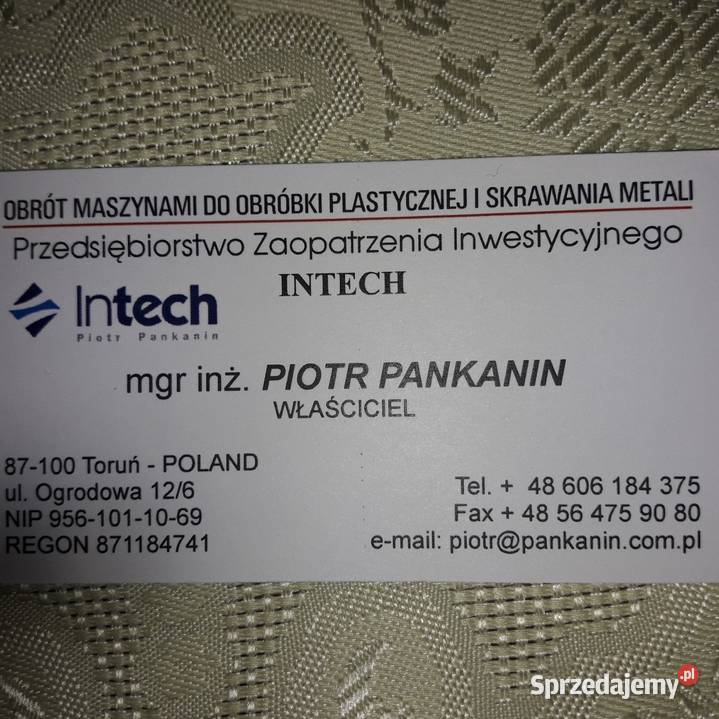 OBRÓT MASZYNAMI DO OBRÓBKI PLASTYCZNEJ I SKRAWANIA METALI
Przedsiębiorstwo Zaopatrzenia Inwestycyjnego
INTECH
Intech
Piotr Pankanin
mgr inż. PIOTR PANKANIN
WŁAŚCICIEL
87-100 Toruń - POLAND
ul. Ogrodowa 12/6
NIP 956-101-10-69
REGON 871184741
Tel. + 48 606 184 375
Fax + 48 56 475 90 80
e-mail: piotr@pankanin.com.pl
Sprzedajemy.pl